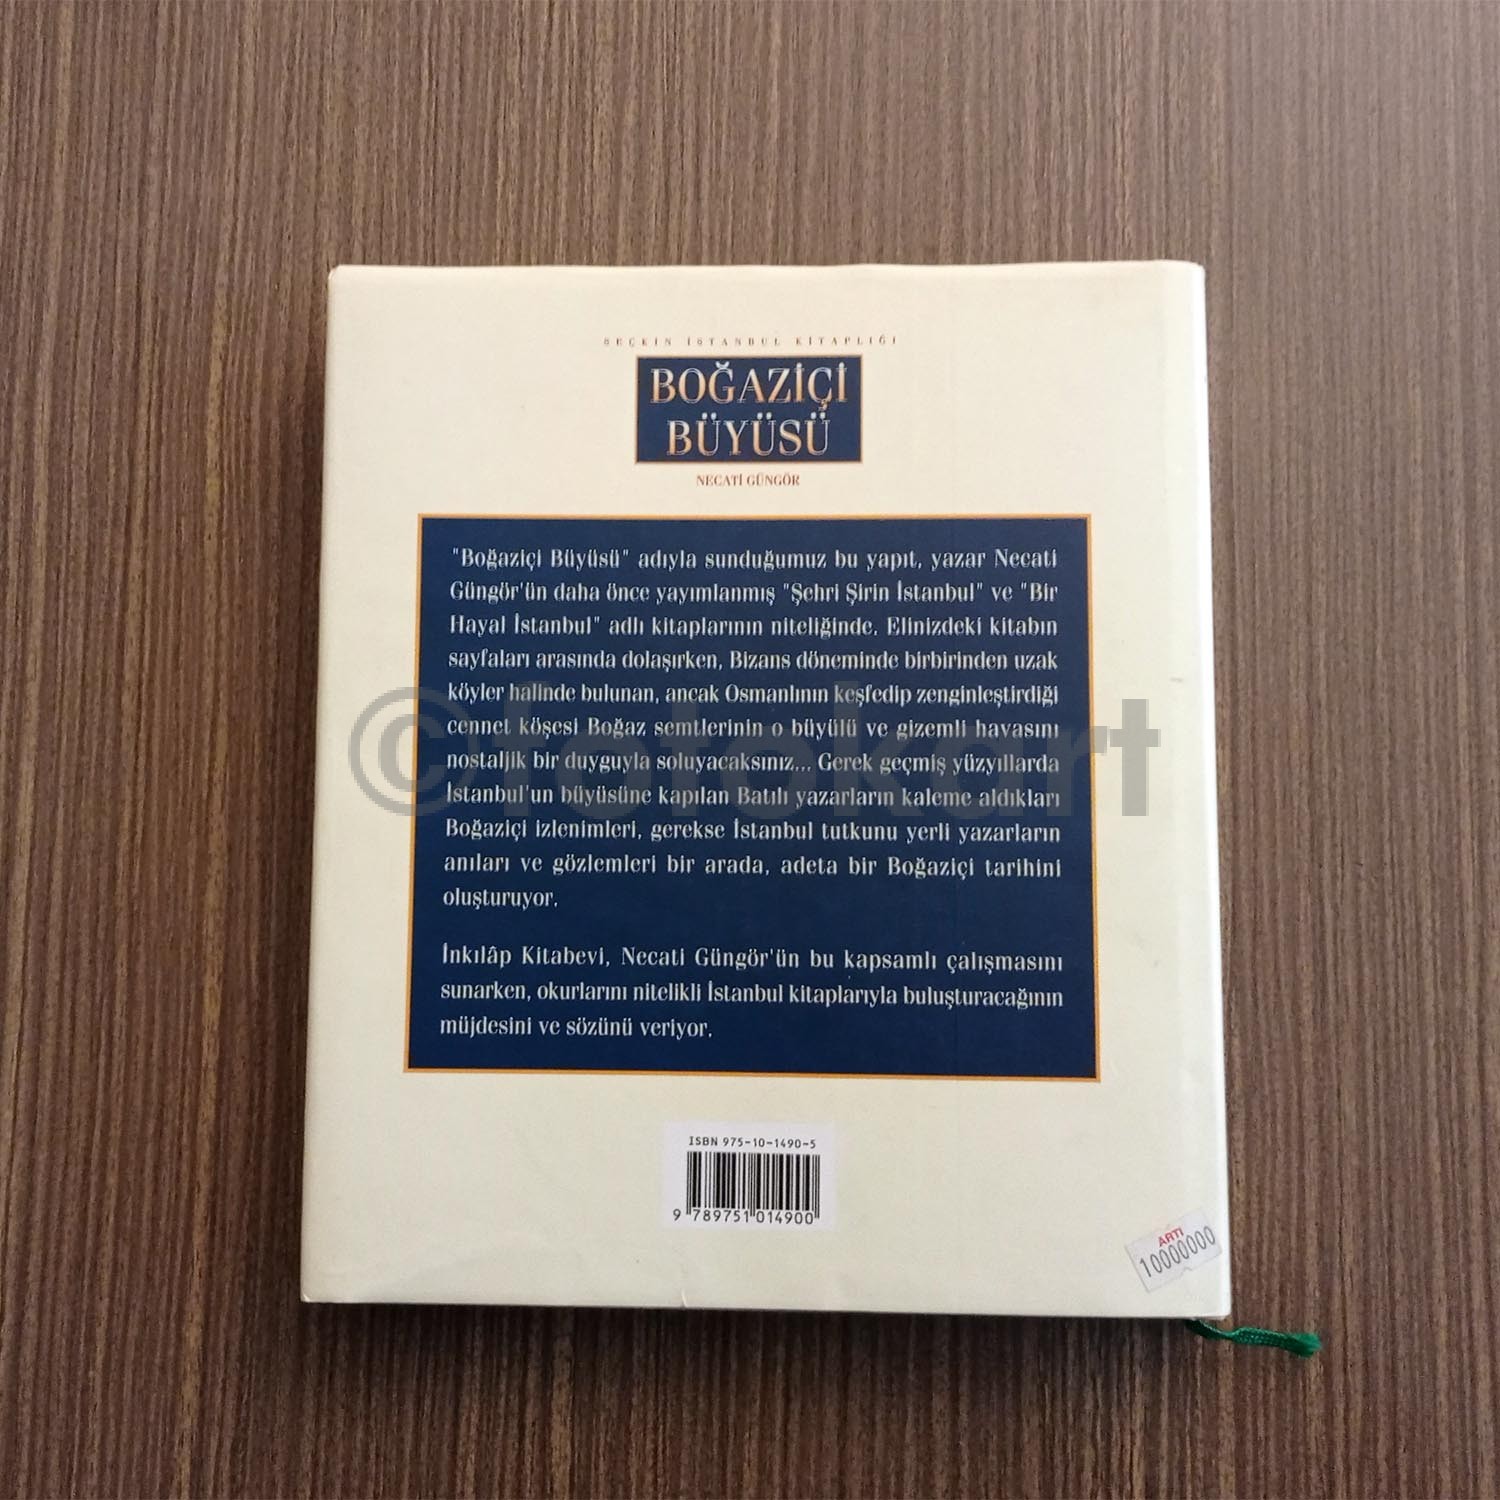 SEÇKİN İSTANBUL KİTAPLIĞI
BOĞAZİÇİ
BÜYÜSÜ
NECATİ GÜNGÖR
"Boğaziçi Büyüsü" adıyla sunduğumuz bu yapıt, yazar Necati
Güngör'ün daha önce yayımlanmış "Şehri Şirin İstanbul" ve "Bir
Hayal İstanbul" adlı kitaplarının niteliğinde. Elinizdeki kitabın
sayfaları arasında dolaşırken, Bizans döneminde birbirinden uzak
köyler halinde bulunan, ancak Osmanlının keşfedip zenginleştirdiği
cennet köşesi Boğaz semtlerinin o büyülü ve gizemli havasını
nostaljik bir duyguyla soluyacaksınız... Gerek geçmiş yüzyıllarda
İstanbul'un büyüsüne kapılan Batılı yazarların kaleme aldıkları
Boğaziçi izlenimleri, gerekse İstanbul tutkunu yerli yazarların
anıları ve gözlemleri bir arada, adeta bir Boğaziçi tarihini
oluşturuyor.
İnkılâp Kitabevi, Necati Güngör'ün bu kapsamlı çalışmasını
sunarken, okurlarını nitelikli İstanbul kitaplarıyla buluşturacağının
müjdesini ve sözünü veriyor.
©fotokart
ISBN 975-10-1490-5
9 789751 014900
ARTI
10000000